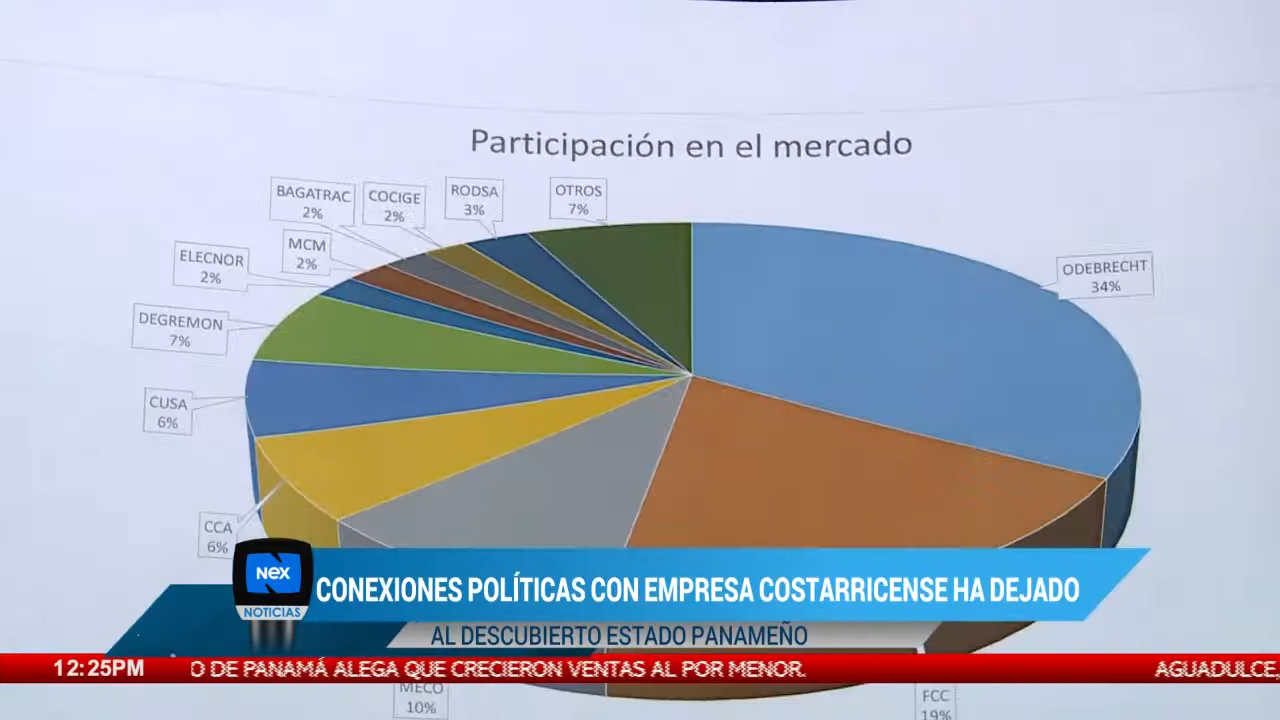 Participación en el mercado
BAGATRAC
2%
COCIGE
2%
RODSA
3%
OTROS
7%
MCM
2%
ELECNOR
2%
ODEBRECHT
34%
DEGREMON
7%
CUSA
6%
CCA
6%
nex
NOTICIAS
CONEXIONES POLÍTICAS CON EMPRESA COSTARRICENSE HA DEJADO
AL DESCUBIERTO ESTADO PANAMEÑO
12:25PM
O DE PANAMÁ ALEGA QUE CRECIERON VENTAS AL POR MENOR.
AGUADULCE,
MECO
10%
FCC
19%